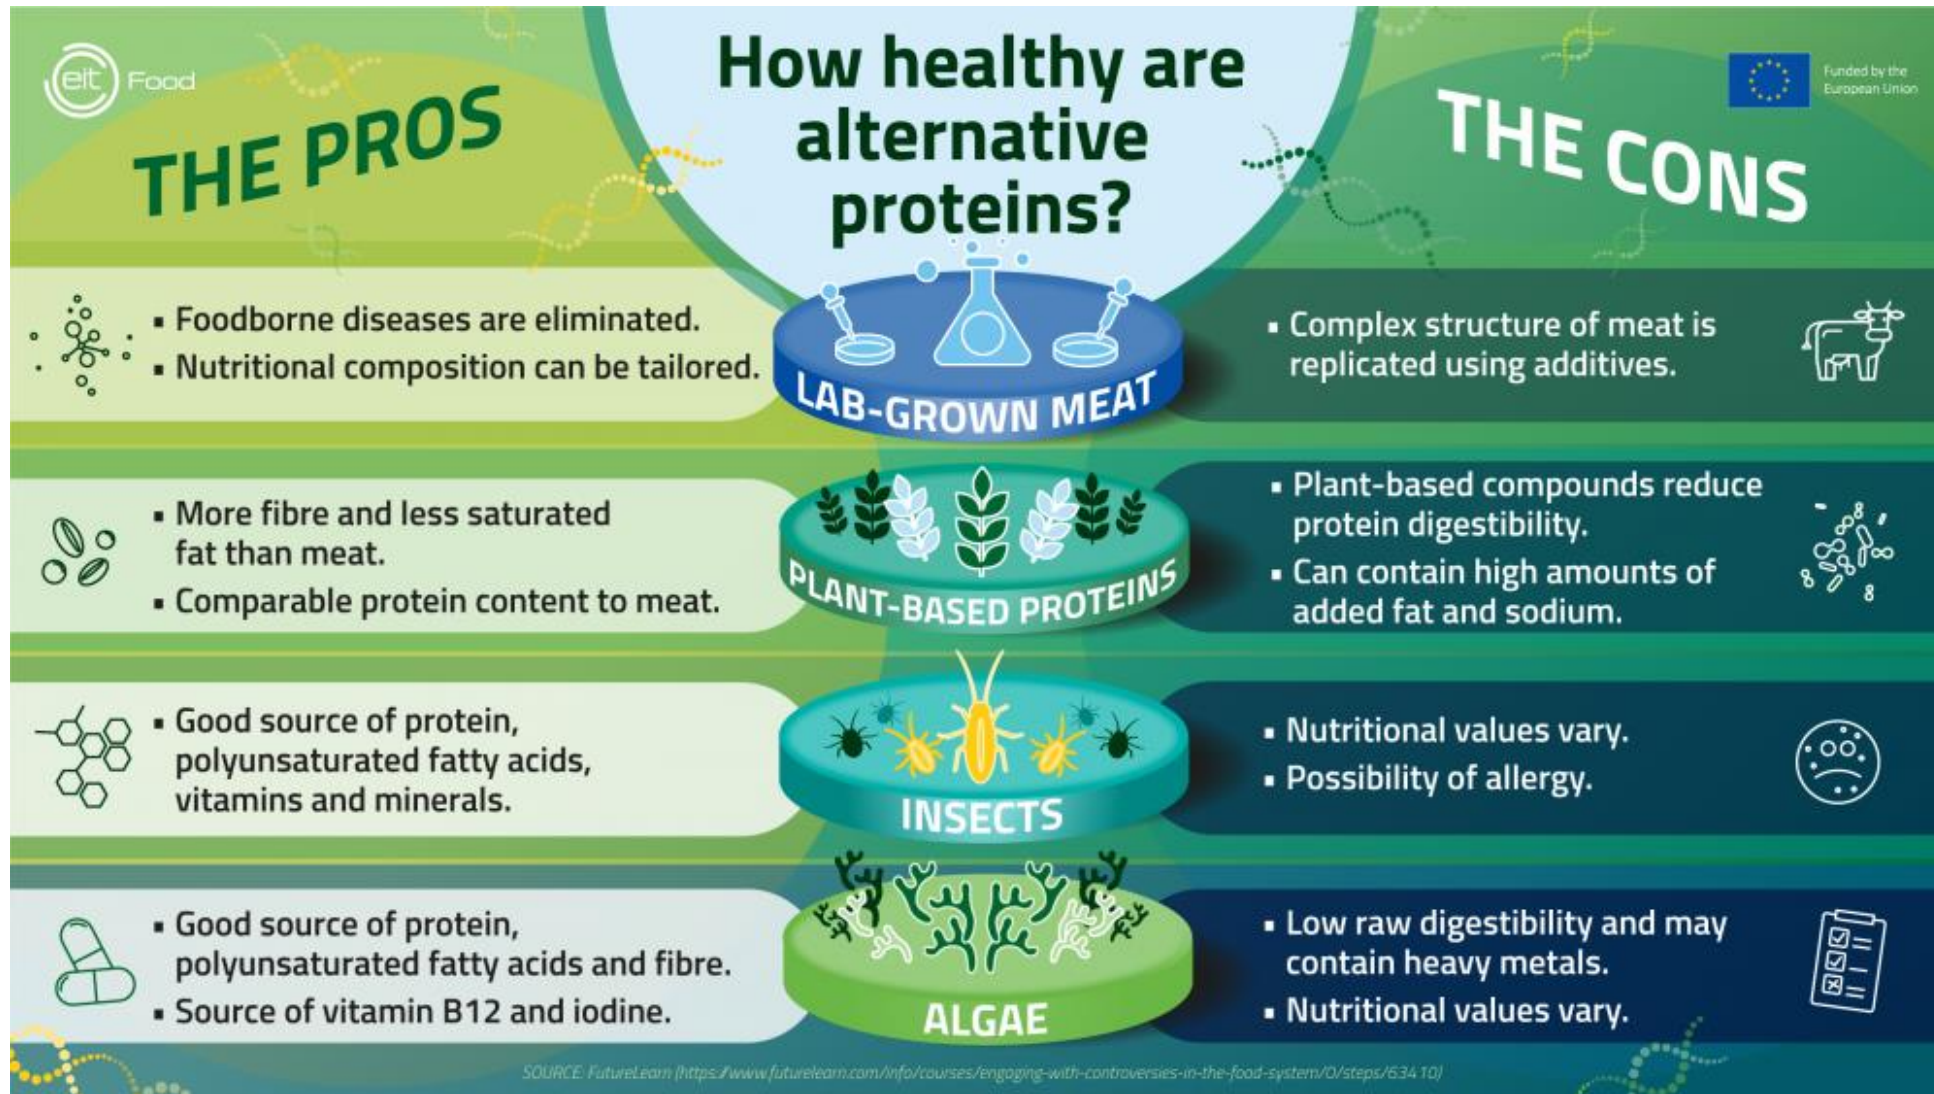 eit Food
THE PROS
How healthy are
alternative
proteins?
THE CONS
Funded by the
European Union
▪ Foodborne diseases are eliminated.
▪ Nutritional composition can be tailored.
LAB-GROWN MEAT
▪ Complex structure of meat is
replicated using additives.
▪ More fibre and less saturated
fat than meat.
▪ Comparable protein content to meat.
PLANT-BASED PROTEINS
▪ Plant-based compounds reduce
protein digestibility.
▪ Can contain high amounts of
added fat and sodium.
▪ Good source of protein,
polyunsaturated fatty acids,
vitamins and minerals.
INSECTS
▪ Nutritional values vary.
▪ Possibility of allergy.
▪ Good source of protein,
polyunsaturated fatty acids and fibre.
▪ Source of vitamin B12 and iodine.
ALGAE
▪ Low raw digestibility and may
contain heavy metals.
▪ Nutritional values vary.
SOURCE: FutureLearn (https://www.futurelearn.com/info/courses/engaging-with-controversies-in-the-food-system/0/steps/63410)